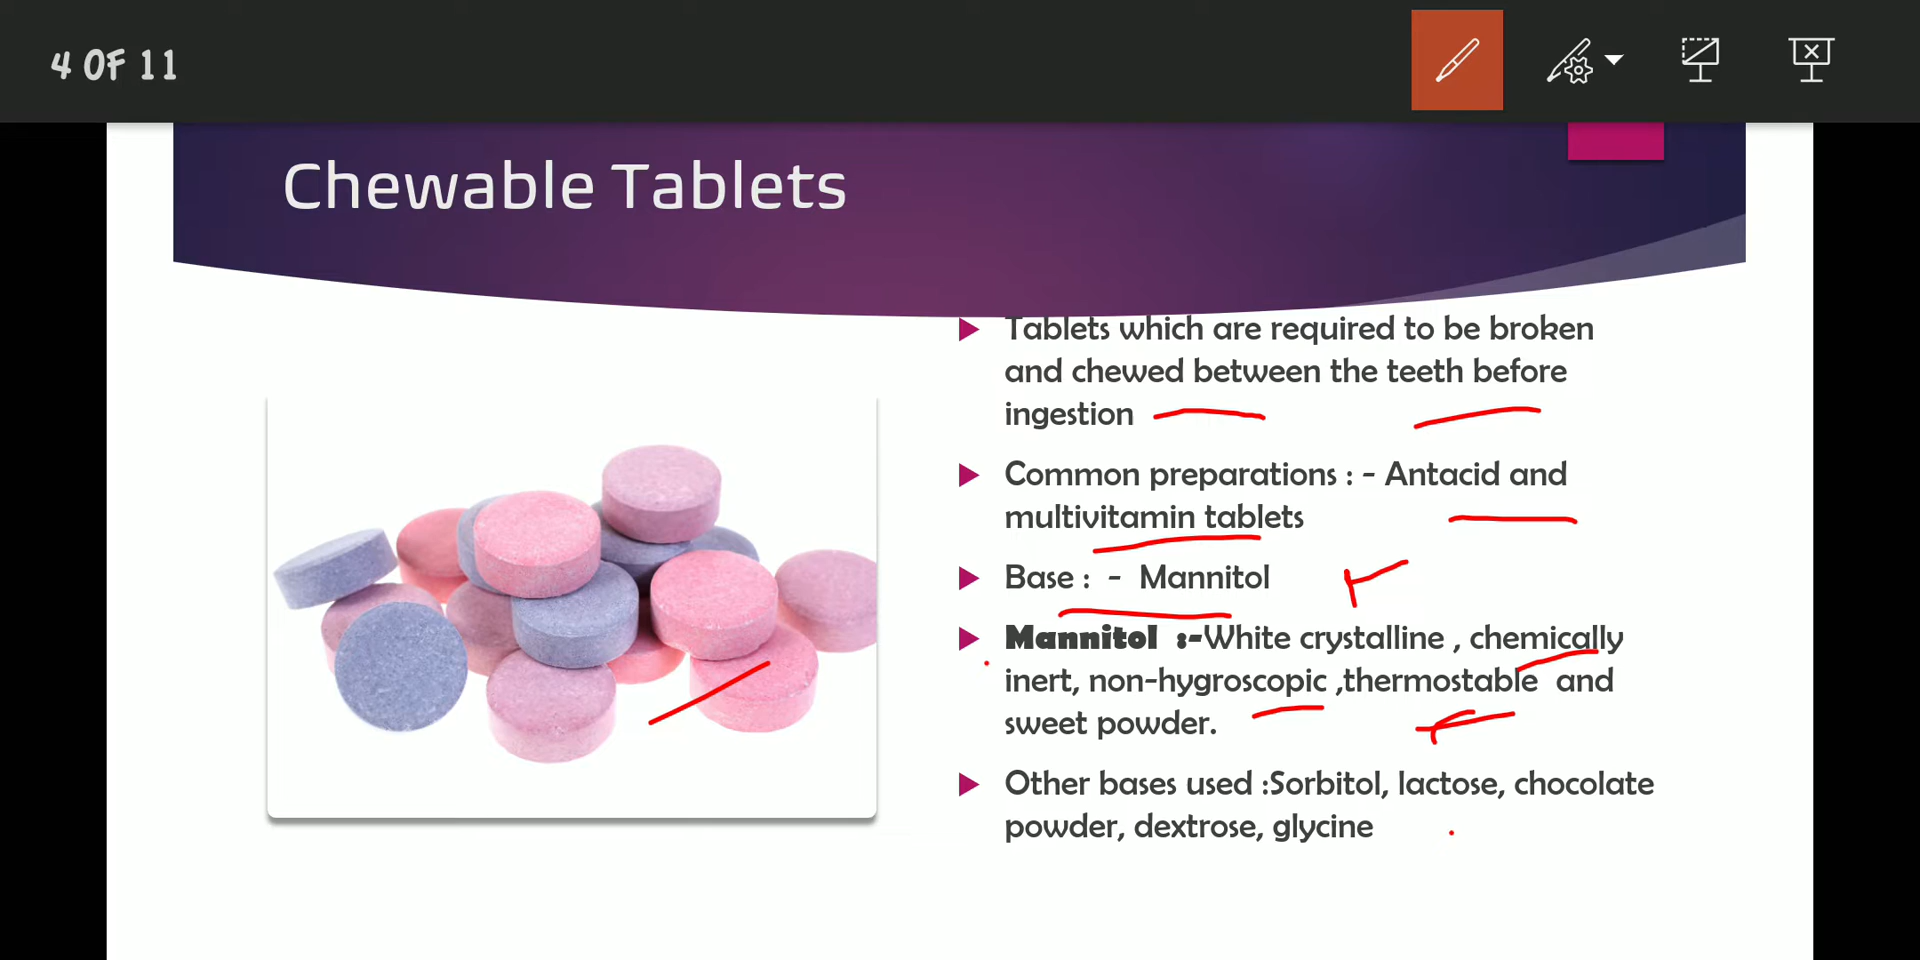 4 OF 11
Chewable Tablets
Tablets which are required to be broken
and chewed between the teeth before
ingestion
Common preparations : - Antacid and
multivitamin tablets
Base : - Mannitol
Mannitol :-White crystalline , chemically
inert, non-hygroscopic ,thermostable and
sweet powder.
Other bases used :Sorbitol, lactose, chocolate
powder, dextrose, glycine